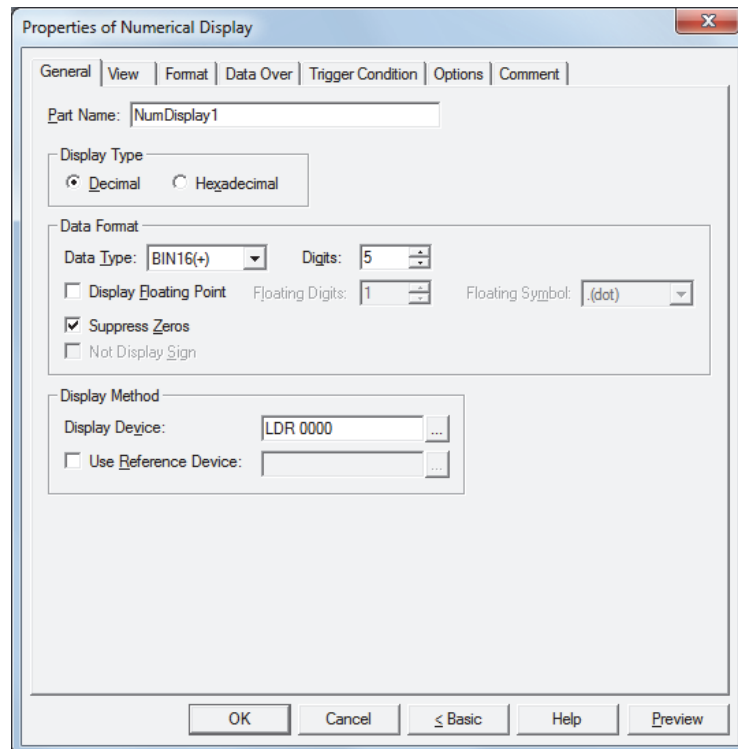 Properties of Numerical Display
General View Format Data Over Trigger Condition Options Comment
Part Name: NumDisplay1
Display Type
Decimal Hexadecimal
Data Format
Data Type: BIN16(+) Digits: 5
Display Floating Point Floating Digits: 1 Floating Symbol: .(dot)
Suppress Zeros
Not Display Sign
Display Method
Display Device: LDR 0000 ...
Use Reference Device: ...
OK Cancel < Basic Help Preview